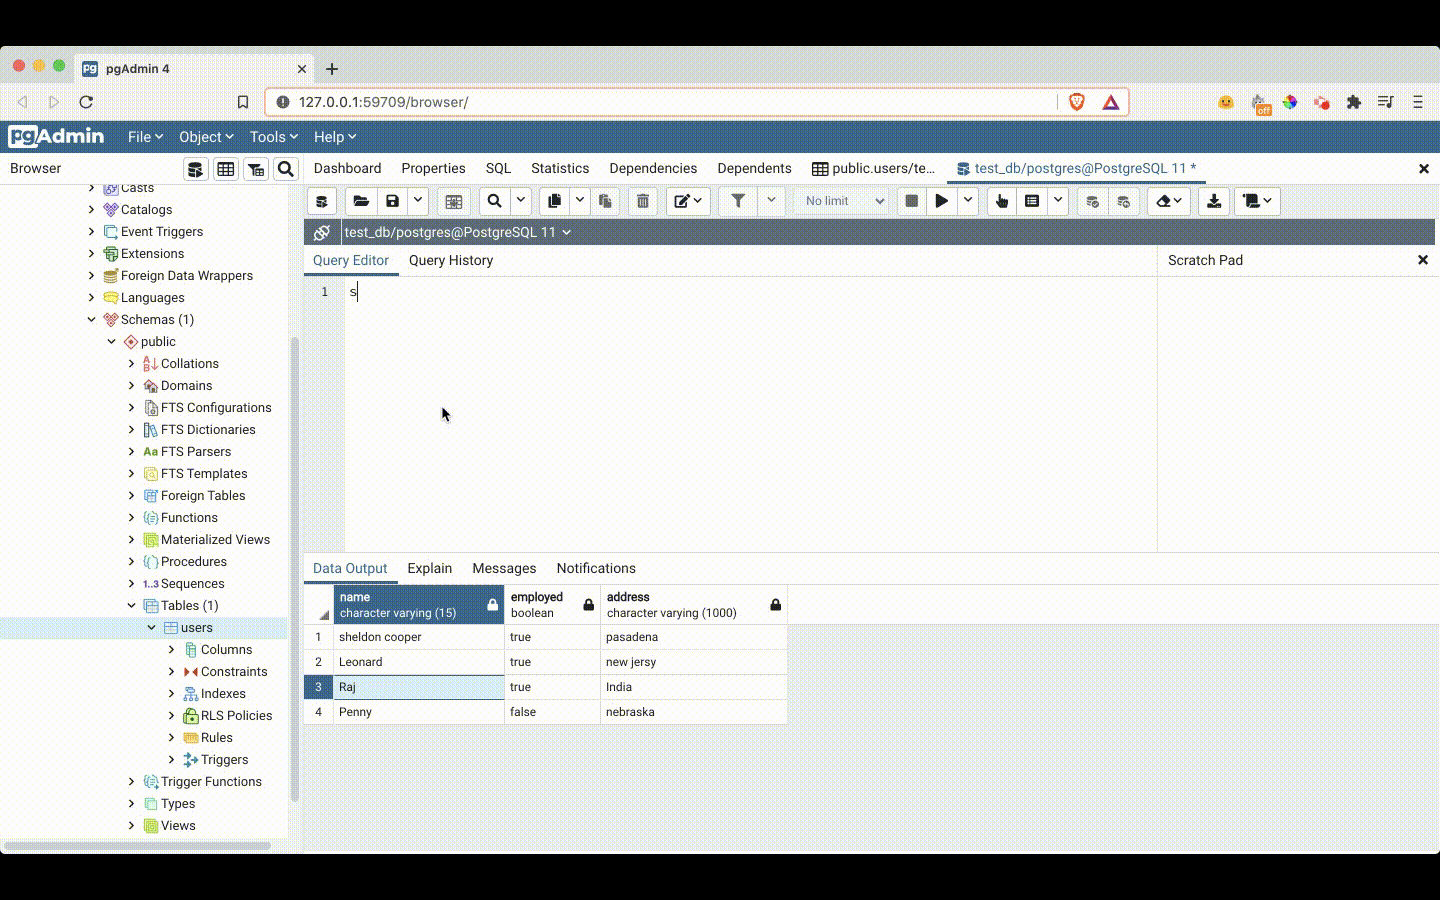 pgAdmin 4
127.0.0.1:59709/browser/
off
pgAdmin File Object Tools Help
Browser
Dashboard Properties SQL Statistics Dependencies Dependents public.users/te... test_db/postgres@PostgreSQL 11 *
No limit
test_db/postgres@PostgreSQL 11
Query Editor Query History
Scratch Pad
1 s
Casts
Catalogs
Event Triggers
Extensions
Foreign Data Wrappers
Languages
Schemas (1)
public
Collations
Domains
FTS Configurations
FTS Dictionaries
Aa FTS Parsers
FTS Templates
Foreign Tables
Functions
Materialized Views
Procedures
1..3 Sequences
Tables (1)
users
Columns
Constraints
Indexes
RLS Policies
Rules
Triggers
Trigger Functions
Types
Views
Data Output Explain Messages Notifications
name employed address
character varying (15) boolean character varying (1000)
1 sheldon cooper true pasadena
2 Leonard true new jersy
3 Raj true India
4 Penny false nebraska